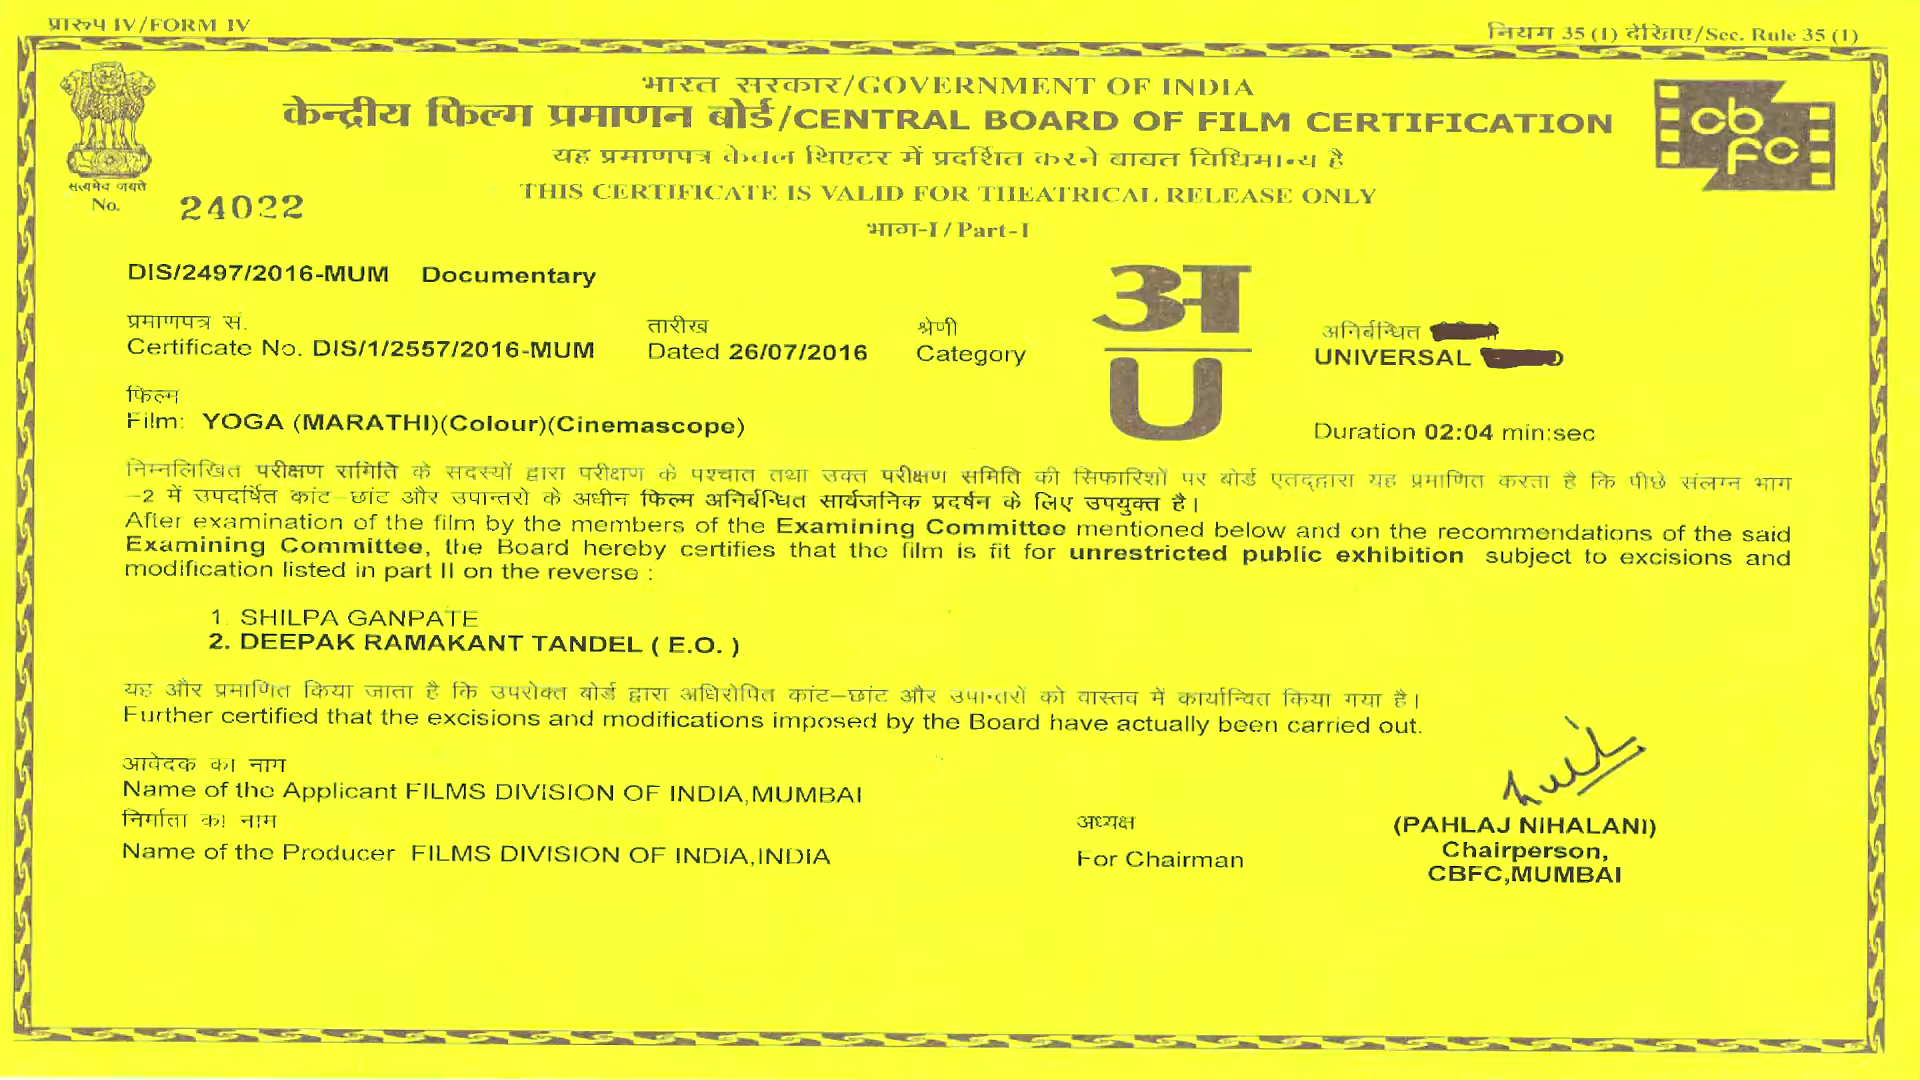 प्रारूप IV/FORM IV
नियम 35 (1) देखिए/See. Rule 35 (1)
भारत सरकार/GOVERNMENT OF INDIA
केन्द्रीय फिल्म प्रमाणन बोर्ड/CENTRAL BOARD OF FILM CERTIFICATION
cbfc
यह प्रमाणपत्र केवल थिएटर में प्रदर्शित करने बाबत विधिमान्य है
सत्यमेव जयते
THIS CERTIFICATE IS VALID FOR THEATRICAL RELEASE ONLY
No. 24022
भाग-I / Part-I
DIS/2497/2016-MUM Documentary
अ
U
प्रमाणपत्र सं. तारीख श्रेणी अनिर्बन्धित
Certificate No. DIS/1/2557/2016-MUM Dated 26/07/2016 Category UNIVERSAL
फिल्म
Film: YOGA (MARATHI)(Colour)(Cinemascope) Duration 02:04 min:sec
निम्नलिखित परीक्षण समिति के सदस्यों द्वारा परीक्षण के पश्चात तथा उक्त परीक्षण समिति की सिफारिशों पर बोर्ड एतद्द्वारा यह प्रमाणित करता है कि पीछे संलग्न भाग
-2 में उपदर्षित कांट-छांट और उपान्तरो के अधीन फिल्म अनिर्बन्धित सार्वजनिक प्रदर्षन के लिए उपयुक्त है।
After examination of the film by the members of the Examining Committee mentioned below and on the recommendations of the said
Examining Committee, the Board hereby certifies that the film is fit for unrestricted public exhibition subject to excisions and
modification listed in part II on the reverse :
1. SHILPA GANPATE
2. DEEPAK RAMAKANT TANDEL ( E.O. )
यह और प्रमाणित किया जाता है कि उपरोक्त बोर्ड द्वारा अधिरोपित कांट-छांट और उपान्तरों को वास्तव में कार्यान्वित किया गया है।
Further certified that the excisions and modifications imposed by the Board have actually been carried out.
आवेदक का नाम
Name of the Applicant FILMS DIVISION OF INDIA,MUMBAI
निर्माता का नाम
Name of the Producer FILMS DIVISION OF INDIA,INDIA
अध्यक्ष
For Chairman
(PAHLAJ NIHALANI)
Chairperson,
CBFC,MUMBAI